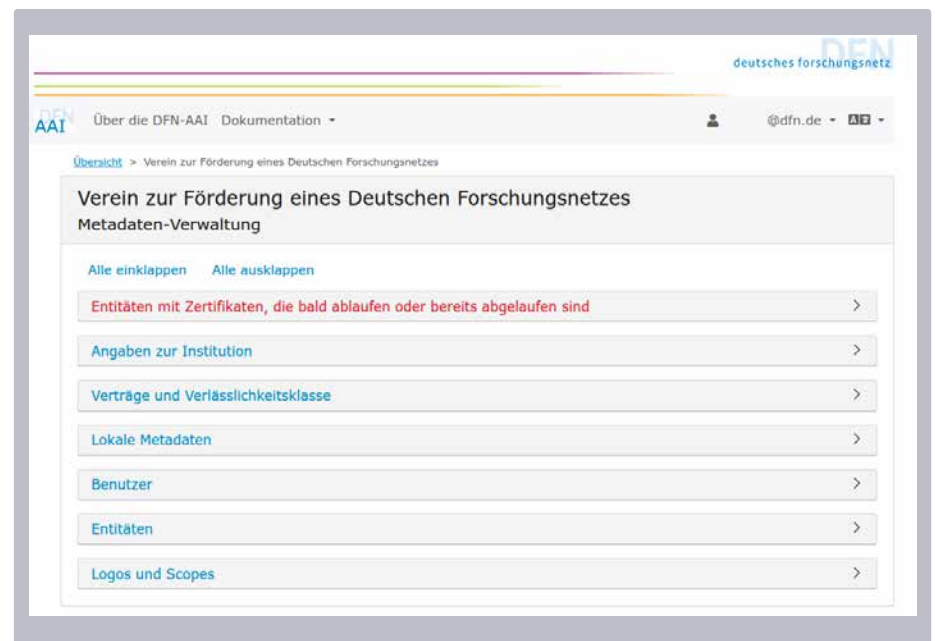 DFN
deutsches forschungsnetz
DFN
AAI
Über die DFN-AAI Dokumentation
@dfn.de
Übersicht > Verein zur Förderung eines Deutschen Forschungsnetzes
Verein zur Förderung eines Deutschen Forschungsnetzes
Metadaten-Verwaltung
Alle einklappen Alle ausklappen
Entitäten mit Zertifikaten, die bald ablaufen oder bereits abgelaufen sind
Angaben zur Institution
Verträge und Verlässlichkeitsklasse
Lokale Metadaten
Benutzer
Entitäten
Logos und Scopes